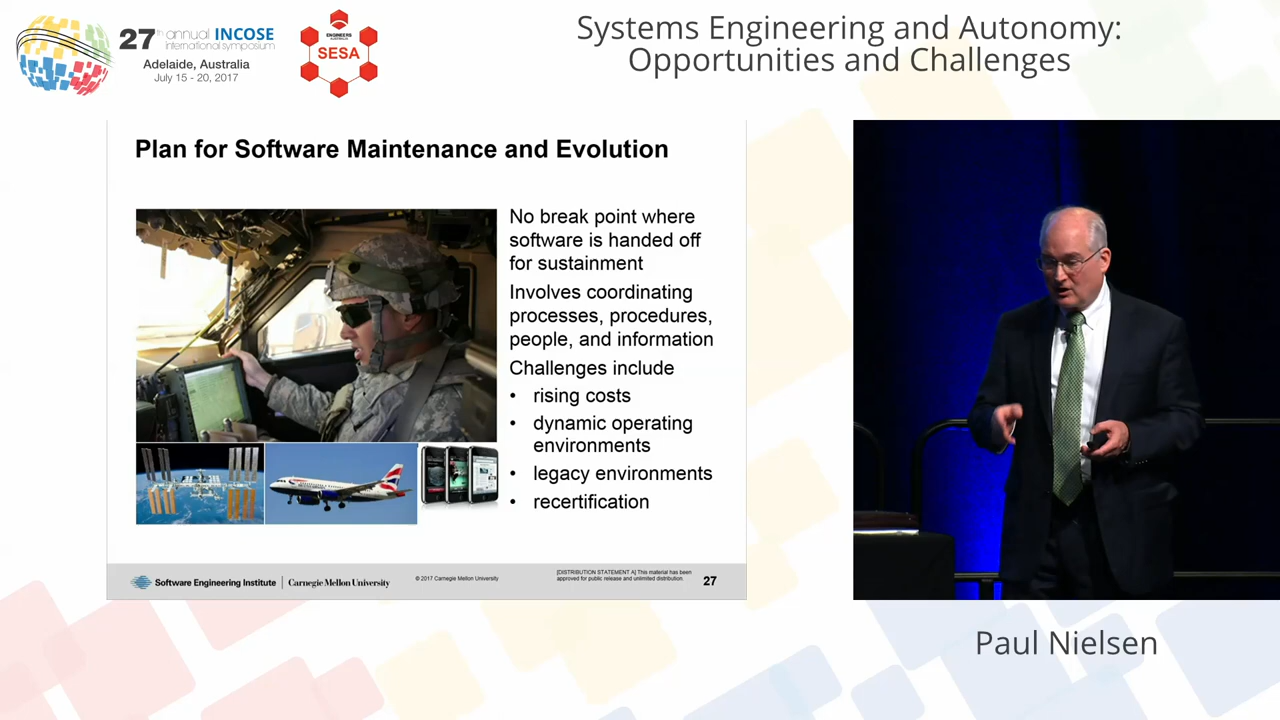 27th annual INCOSE
international symposium
Adelaide, Australia
July 15 - 20, 2017
ENGINEERS
AUSTRALIA
SESA
Systems Engineering and Autonomy:
Opportunities and Challenges
Plan for Software Maintenance and Evolution
No break point where
software is handed off
for sustainment
Involves coordinating
processes, procedures,
people, and information
Challenges include
• rising costs
• dynamic operating
environments
• legacy environments
• recertification
Software Engineering Institute | Carnegie Mellon University
© 2017 Carnegie Mellon University
[DISTRIBUTION STATEMENT A] This material has been
approved for public release and unlimited distribution.
27
Paul Nielsen